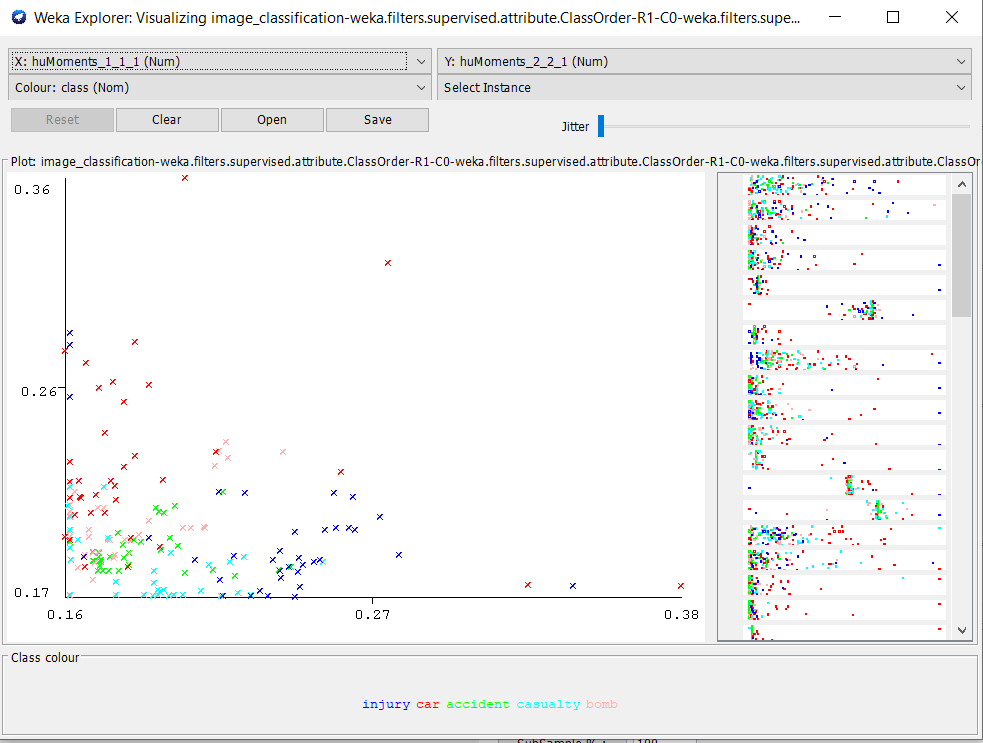 Weka Explorer: Visualizing image_classification-weka.filters.supervised.attribute.ClassOrder-R1-C0-weka.filters.supe...
X: huMoments_1_1_1 (Num)
Y: huMoments_2_2_1 (Num)
Colour: class (Nom)
Select Instance
Reset
Clear
Open
Save
Jitter
Plot: image_classification-weka.filters.supervised.attribute.ClassOrder-R1-C0-weka.filters.supervised.attribute.ClassOrder-R1-C0-weka.filters.supervised.attribute.ClassOr
0.36
0.26
0.17
0.16
0.27
0.38
Class colour
injury car accident casualty bomb